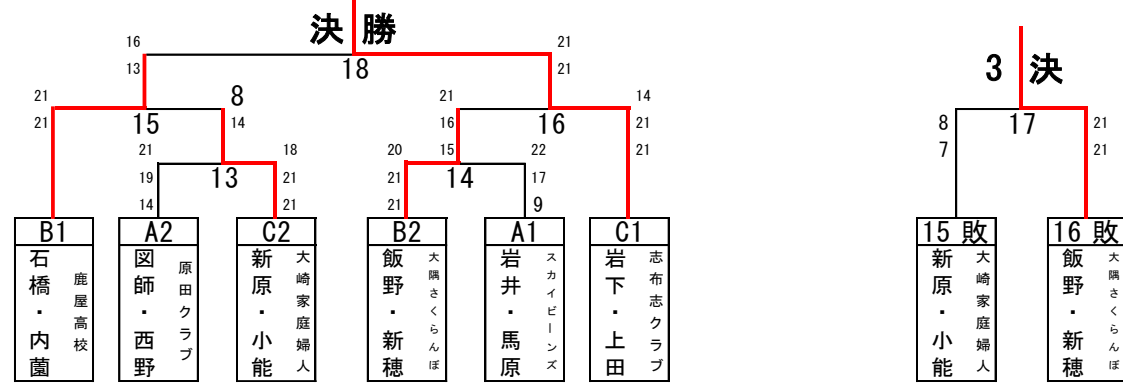 決勝
16
21
13
18
21
3決
21
8
21
14
21
15
14
16
16
21
8
17
21
21
18
20
15
22
21
7
21
19
13
21
21
14
17
14
21
21
9
B1
A2
C2
B2
A1
C1
15敗
16敗
石橋・内薗
鹿屋高校
図師・西野
原田クラブ
新原・小能
大崎家庭婦人
飯野・新穂
大隅さくらんぼ
岩井・馬原
スカイビーンズ
岩下・上田
志布志クラブ
新原・小能
大崎家庭婦人
飯野・新穂
大隅さくらんぼ